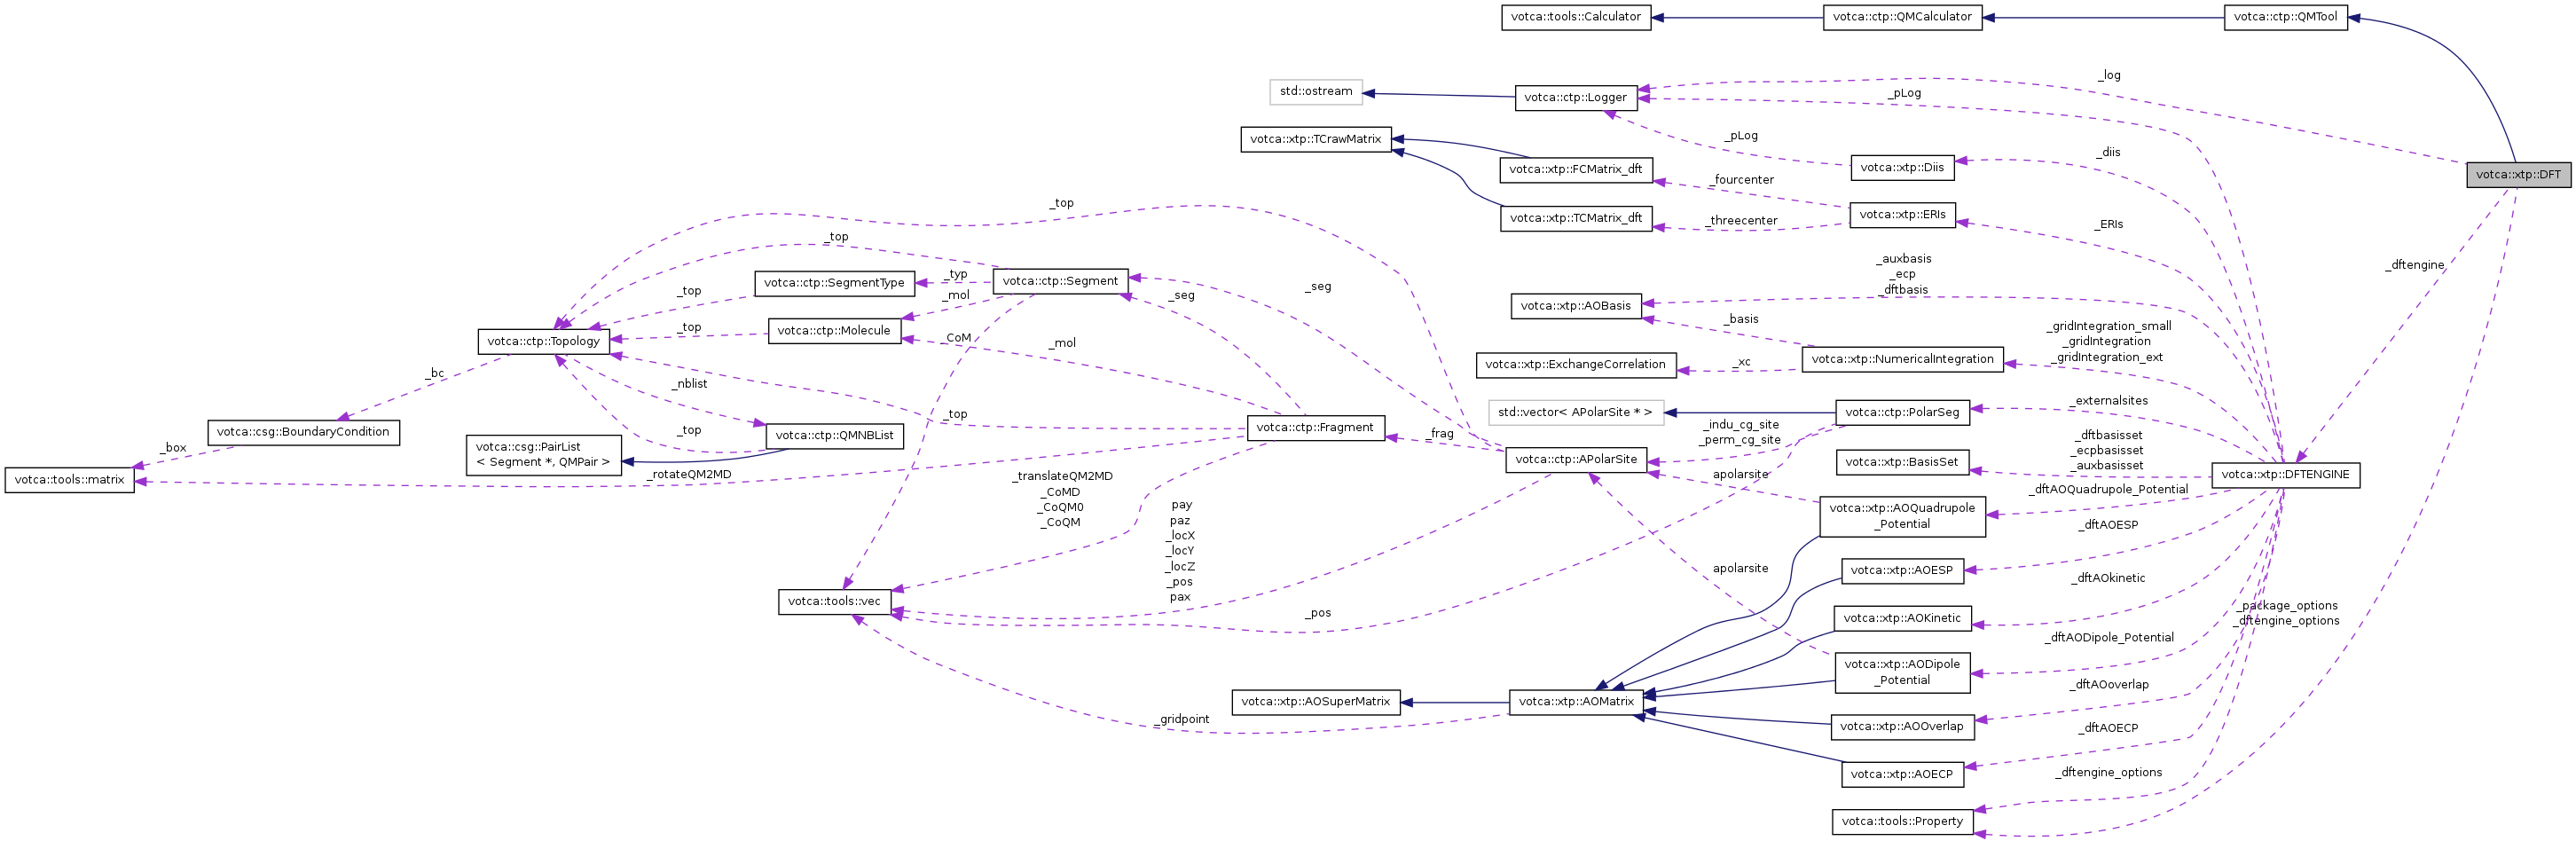 votca::tools::Calculator
votca::ctp::QMCalculator
votca::ctp::QMTool
_log
std::ostream
votca::ctp::Logger
_pLog
votca::xtp::TCrawMatrix
_pLog
votca::xtp::FCMatrix_dft
votca::xtp::Diis
_diis
votca::xtp::DFT
_fourcenter
_top
votca::xtp::TCMatrix_dft
_threecenter
votca::xtp::ERIs
_ERIs
_top
_auxbasis
_ecp
_dftbasis
_dftengine
votca::ctp::SegmentType
_typ
votca::ctp::Segment
_seg
_top
_mol
_seg
votca::xtp::AOBasis
_basis
_gridIntegration_small
_gridIntegration
_gridIntegration_ext
votca::ctp::Topology
_top
votca::ctp::Molecule
_CoM
_mol
votca::xtp::ExchangeCorrelation
_xc
votca::xtp::NumericalIntegration
_bc
_nblist
_top
std::vector< APolarSite * >
votca::ctp::PolarSeg
_externalsites
votca::csg::BoundaryCondition
_top
votca::ctp::QMNBList
votca::ctp::Fragment
_frag
_indu_cg_site
_perm_cg_site
_dftbasisset
_ecpbasisset
_auxbasisset
_box
votca::csg::PairList
< Segment *, QMPair >
votca::tools::matrix
_rotateQM2MD
votca::ctp::APolarSite
apolarsite
votca::xtp::BasisSet
votca::xtp::DFTENGINE
_translateQM2MD
_CoMD
_CoQM0
_CoQM
pay
paz
_locX
_locY
_locZ
_pos
pax
_dftAOQuadrupole_Potential
votca::xtp::AOQuadrupole
_Potential
_dftAOESP
apolarsite
votca::xtp::AOESP
_dftAOkinetic
votca::tools::vec
_pos
votca::xtp::AOKinetic
_package_options
_dftengine_options
_dftAODipole_Potential
votca::xtp::AODipole
_Potential
_dftAOoverlap
votca::xtp::AOSuperMatrix
votca::xtp::AOMatrix
_gridpoint
votca::xtp::AOOverlap
_dftAOECP
votca::xtp::AOECP
_dftengine_options
votca::tools::Property